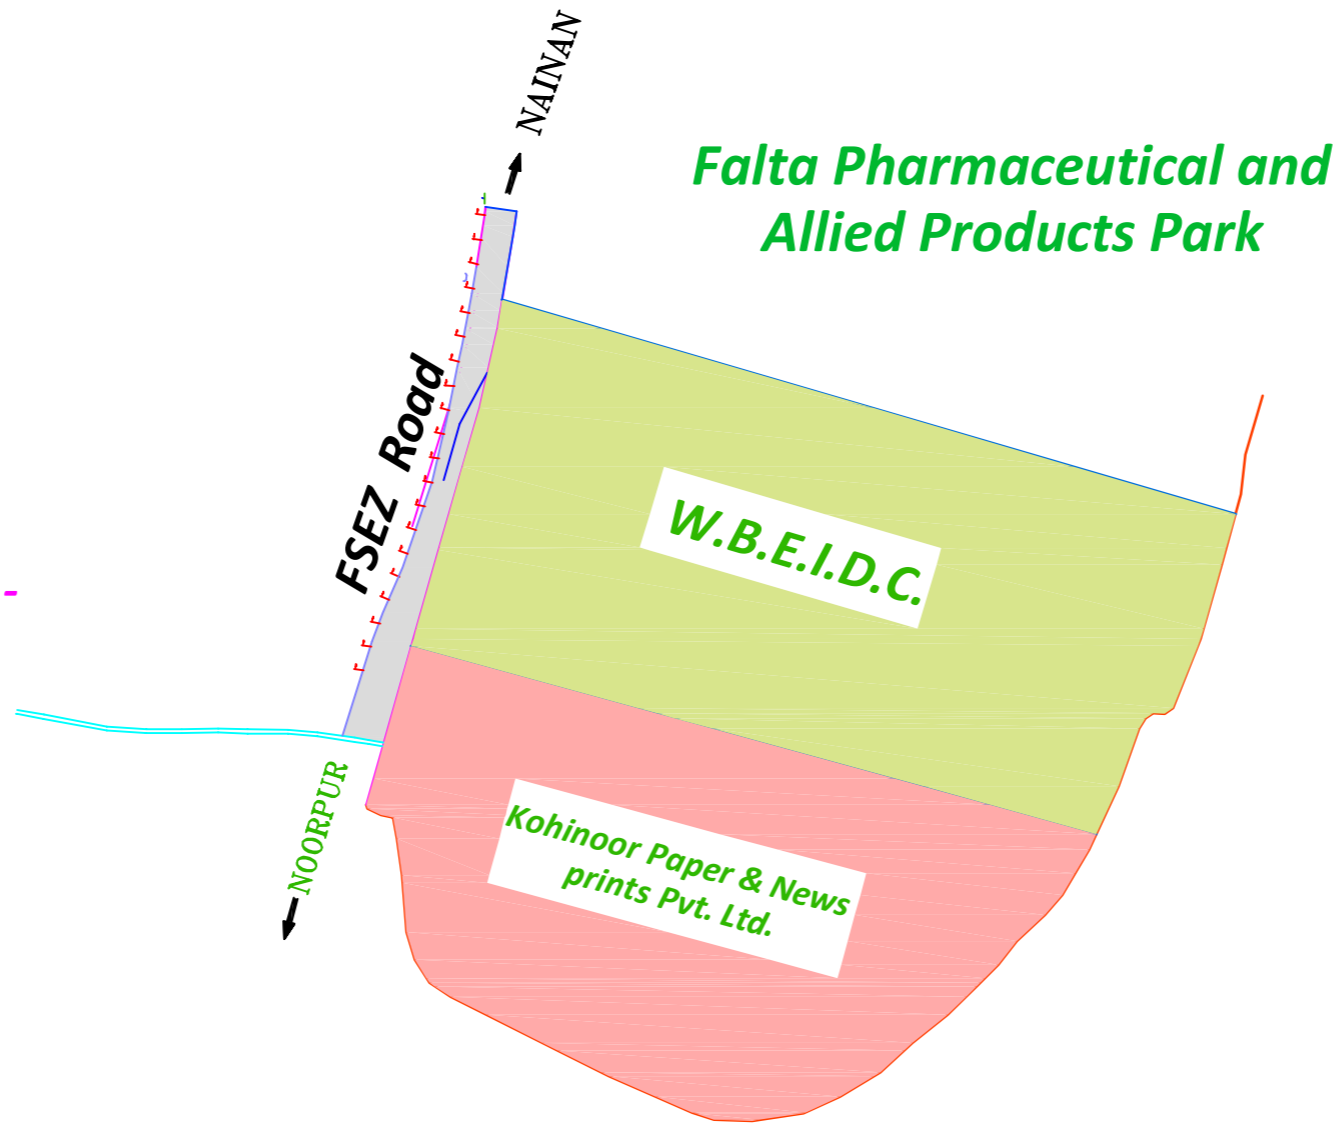 NAINAN
Falta Pharmaceutical and
Allied Products Park
FSEZ Road
W.B.E.I.D.C.
Kohinoor Paper & News
prints Pvt. Ltd.
NOORPUR